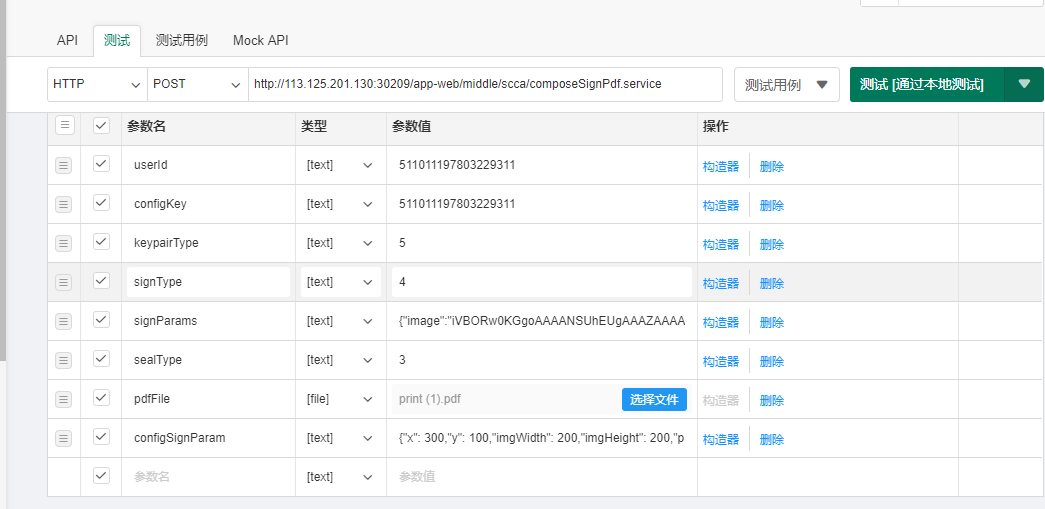 API 测试 测试用例 Mock API
HTTP POST http://113.125.201.130:30209/app-web/middle/scca/composeSignPdf.service 测试用例 测试 [通过本地测试]
参数名 类型 参数值 操作
userId [text] 511011197803229311 构造器 删除
configKey [text] 511011197803229311 构造器 删除
keypairType [text] 5 构造器 删除
signType [text] 4 构造器 删除
signParams [text] {"image":"iVBORw0KGgoAAAANSUhEUgAAAZAAAA 构造器 删除
sealType [text] 3 构造器 删除
pdfFile [file] print (1).pdf 选择文件 构造器 删除
configSignParam [text] {"x": 300,"y": 100,"imgWidth": 200,"imgHeight": 200,"p 构造器 删除
参数名 [text] 参数值